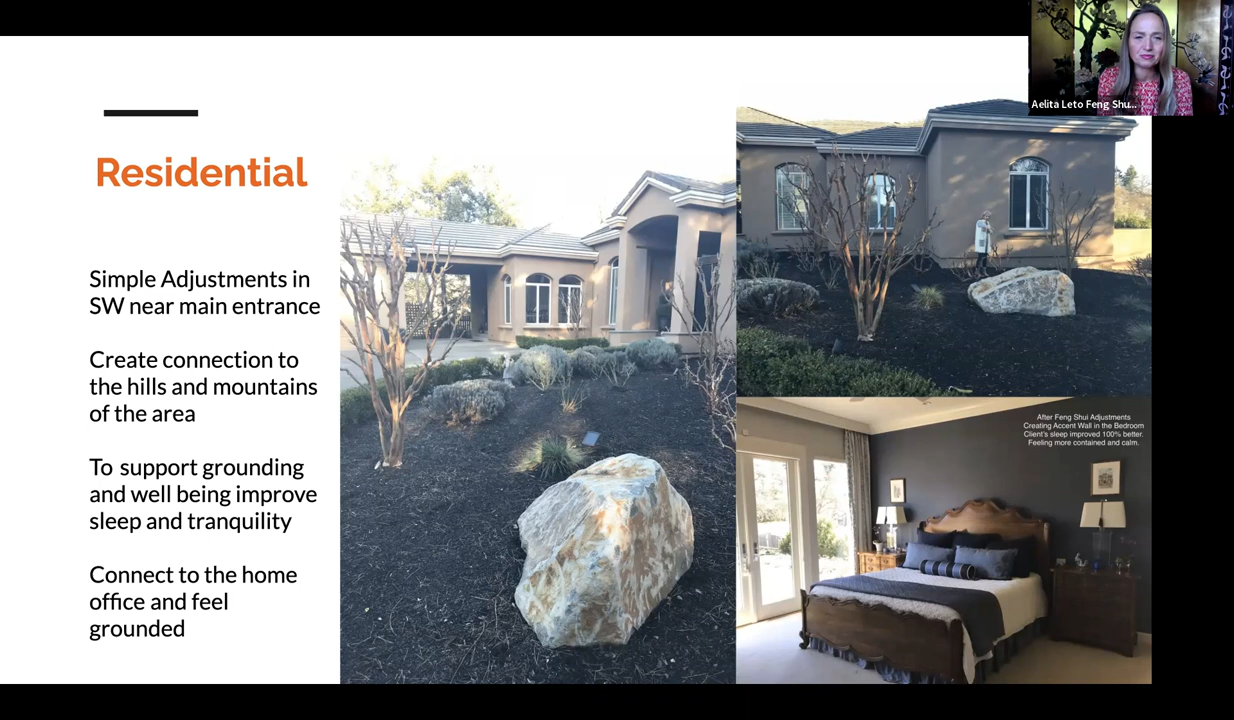 Aelita Leto Feng Shu...
Residential
Simple Adjustments in
SW near main entrance
Create connection to
the hills and mountains
of the area
To support grounding
and well being improve
sleep and tranquility
Connect to the home
office and feel
grounded
After Feng Shui Adjustments
Creating Accent Wall in the Bedroom
Client's sleep improved 100% better.
Feeling more contained and calm.